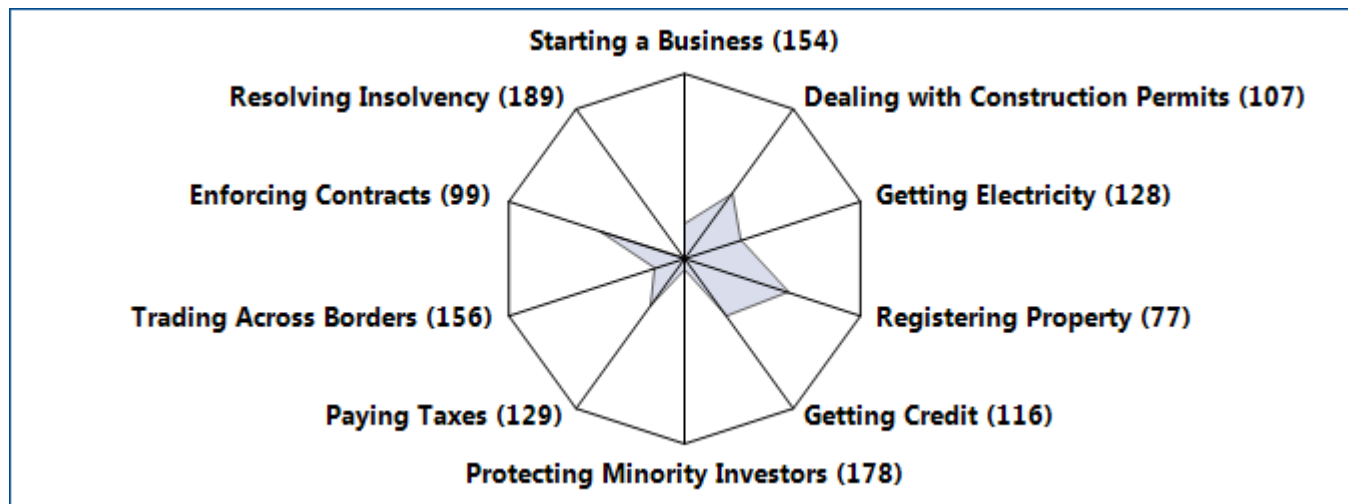 Starting a Business (154)
Resolving Insolvency (189)
Dealing with Construction Permits (107)
Enforcing Contracts (99)
Getting Electricity (128)
Trading Across Borders (156)
Registering Property (77)
Paying Taxes (129)
Getting Credit (116)
Protecting Minority Investors (178)